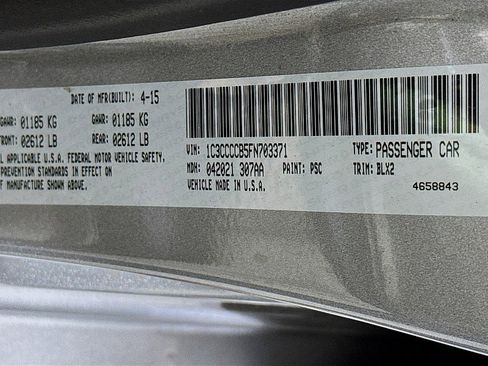 DATE OF MFR(BUILT): 4-15
GAWR: 01185 KG GAWR: 01185 KG
FRONT: 02612 LB REAR: 02612 LB
ALL APPLICABLE U.S.A. FEDERAL MOTOR VEHICLE SAFETY,
PREVENTION STANDARDS IN EFFECT ON
MANUFACTURE SHOWN ABOVE.
VIN: 1C3CCCCB5FN703371 TYPE: PASSENGER CAR
MDH: 042021 307AA PAINT: PSC TRIM: BLX2
VEHICLE MADE IN U.S.A. 4658843